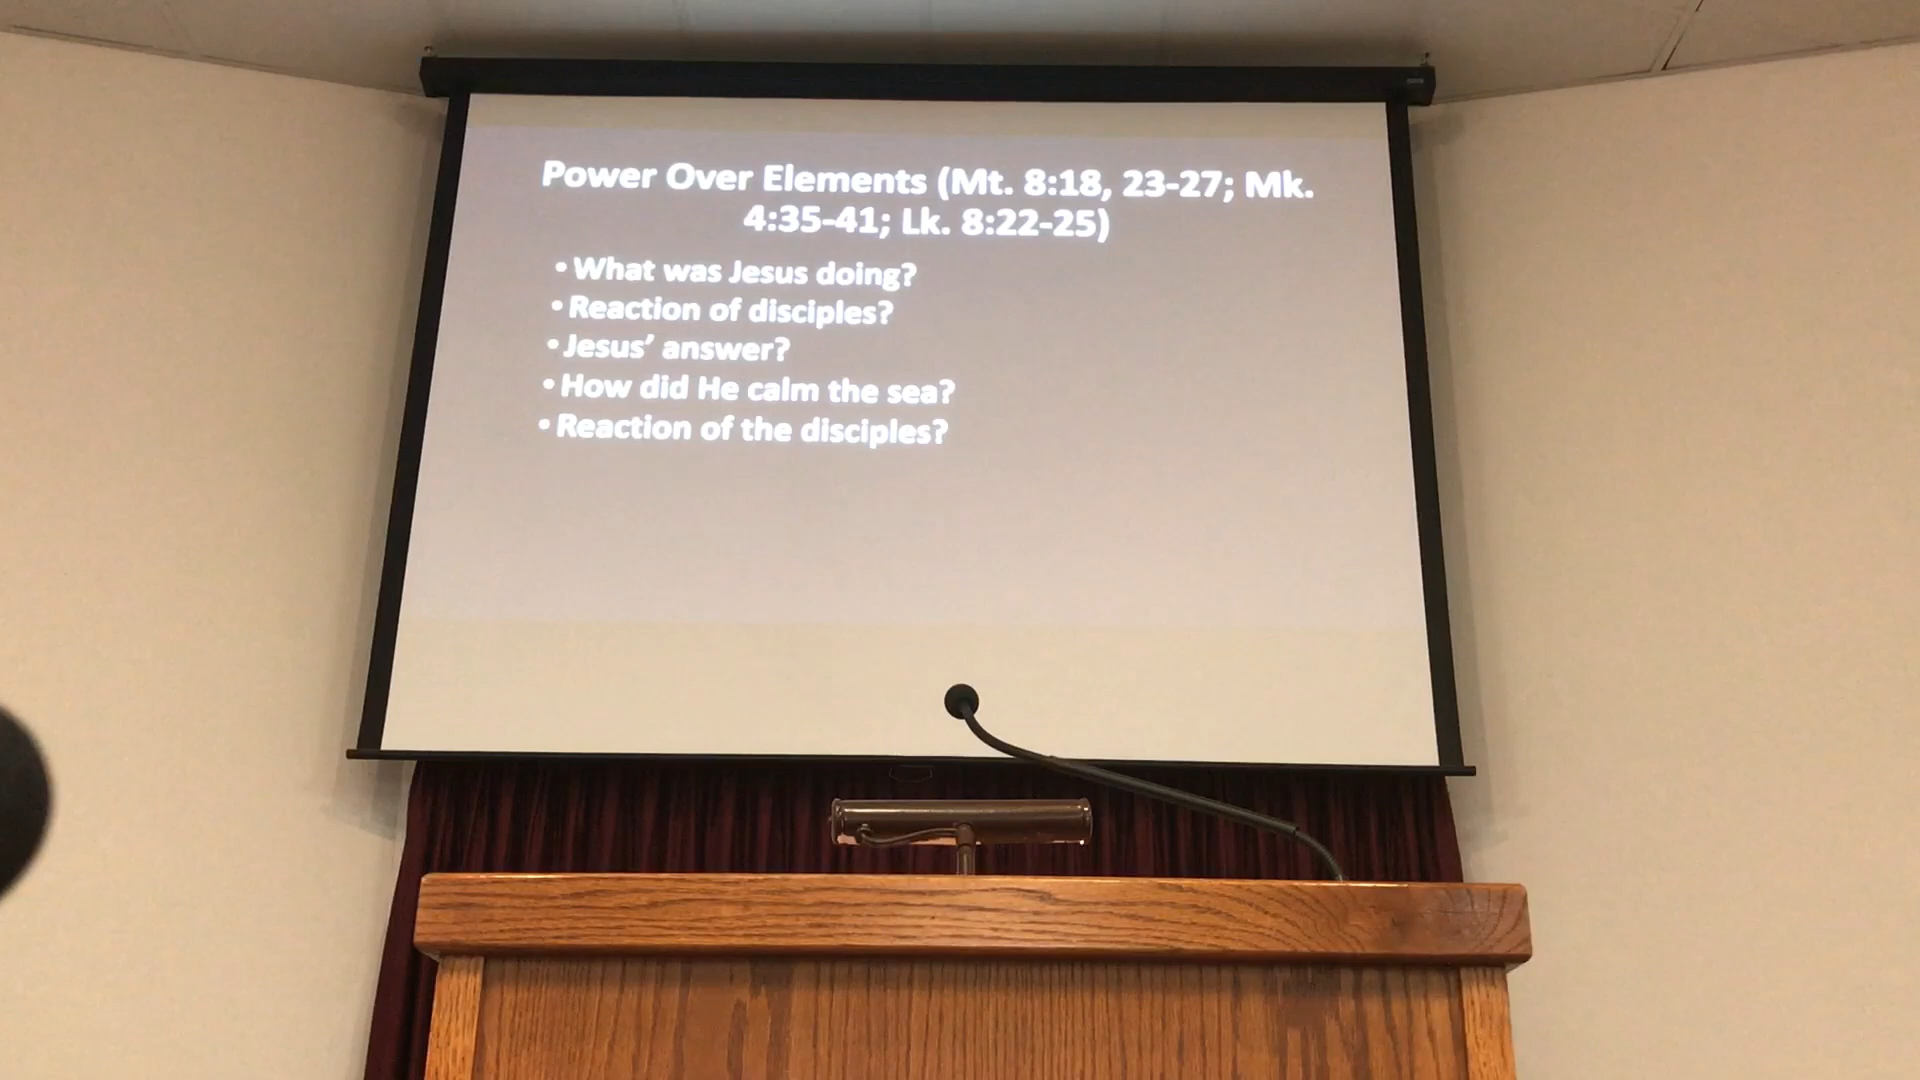 Power Over Elements (Mt. 8:18, 23-27; Mk.
4:35-41; Lk. 8:22-25)
• What was Jesus doing?
• Reaction of disciples?
• Jesus’ answer?
• How did He calm the sea?
• Reaction of the disciples?